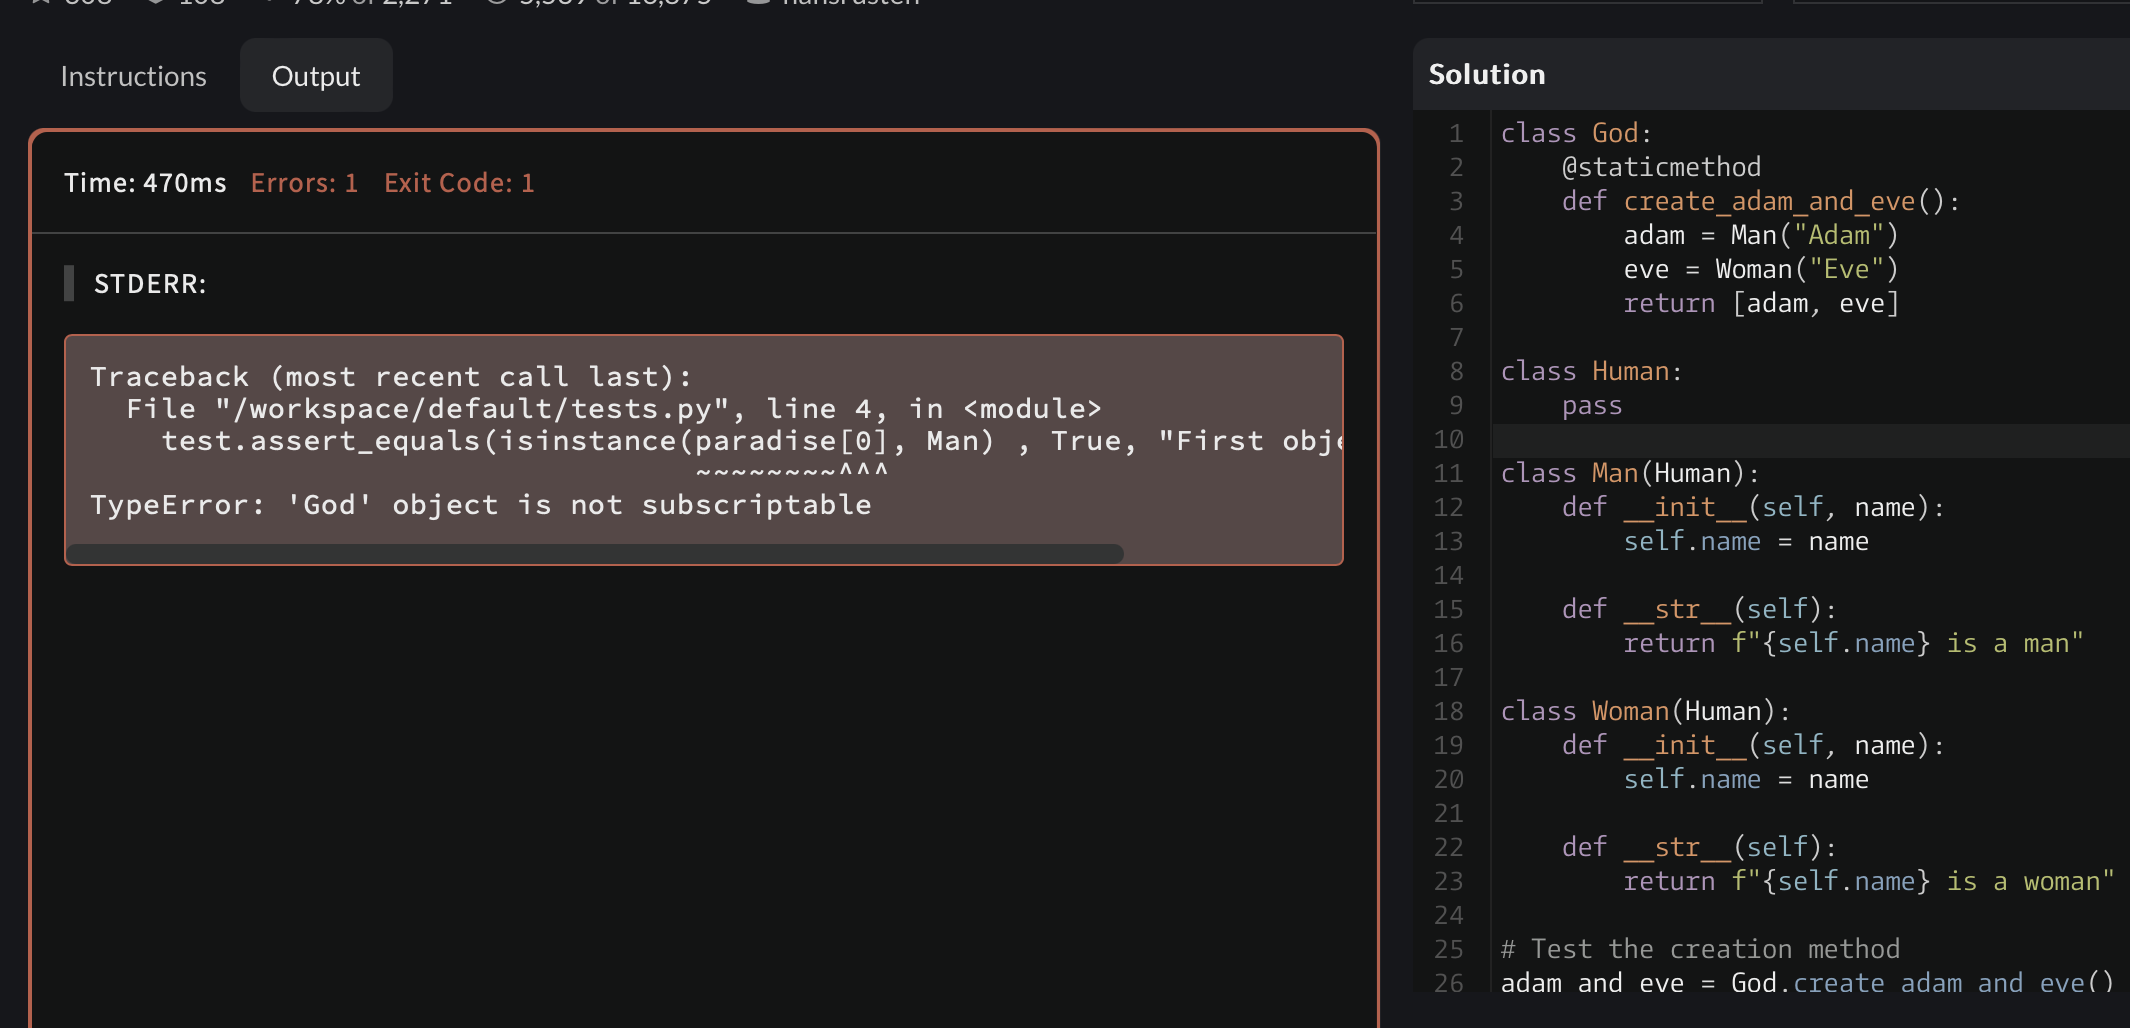 Instructions
Output
Time: 470ms Errors: 1 Exit Code: 1
STDERR:
Traceback (most recent call last):
  File "/workspace/default/tests.py", line 4, in <module>
    test.assert_equals(isinstance(paradise[0], Man) , True, "First obje
                                  ~~~~~~~~^^^
TypeError: 'God' object is not subscriptable
Solution
1 class God:
2     @staticmethod
3     def create_adam_and_eve():
4         adam = Man("Adam")
5         eve = Woman("Eve")
6         return [adam, eve]
7
8 class Human:
9     pass
10
11 class Man(Human):
12     def __init__(self, name):
13         self.name = name
14
15     def __str__(self):
16         return f"{self.name} is a man"
17
18 class Woman(Human):
19     def __init__(self, name):
20         self.name = name
21
22     def __str__(self):
23         return f"{self.name} is a woman"
24
25 # Test the creation method
26 adam_and_eve = God.create_adam_and_eve()